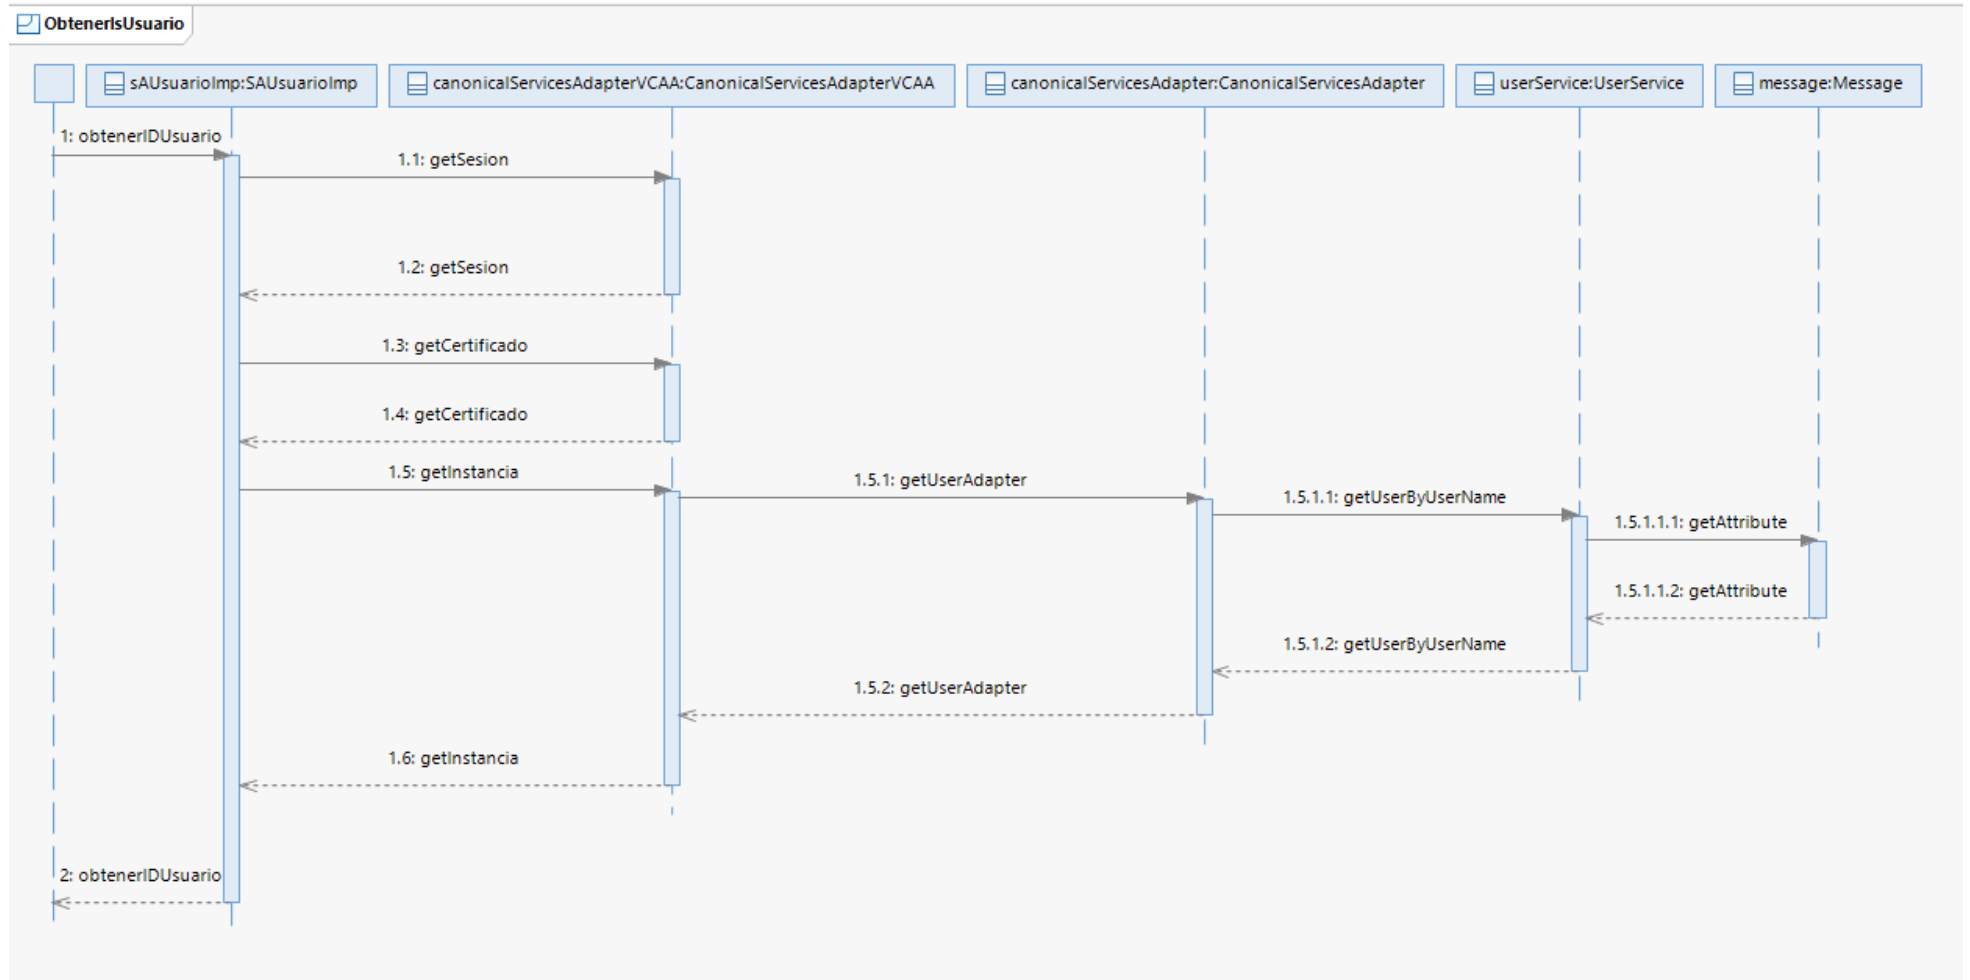 ObtenerIsUsuario
sAUsuarioImp:SAUsuarioImp
canonicalServicesAdapterVCAA:CanonicalServicesAdapterVCAA
canonicalServicesAdapter:CanonicalServicesAdapter
userService:UserService
message:Message
1: obtenerIDUsuario
1.1: getSesion
1.2: getSesion
1.3: getCertificado
1.4: getCertificado
1.5: getInstancia
1.5.1: getUserAdapter
1.5.1.1: getUserByUserName
1.5.1.1.1: getAttribute
1.5.1.1.2: getAttribute
1.5.1.2: getUserByUserName
1.5.2: getUserAdapter
1.6: getInstancia
2: obtenerIDUsuario